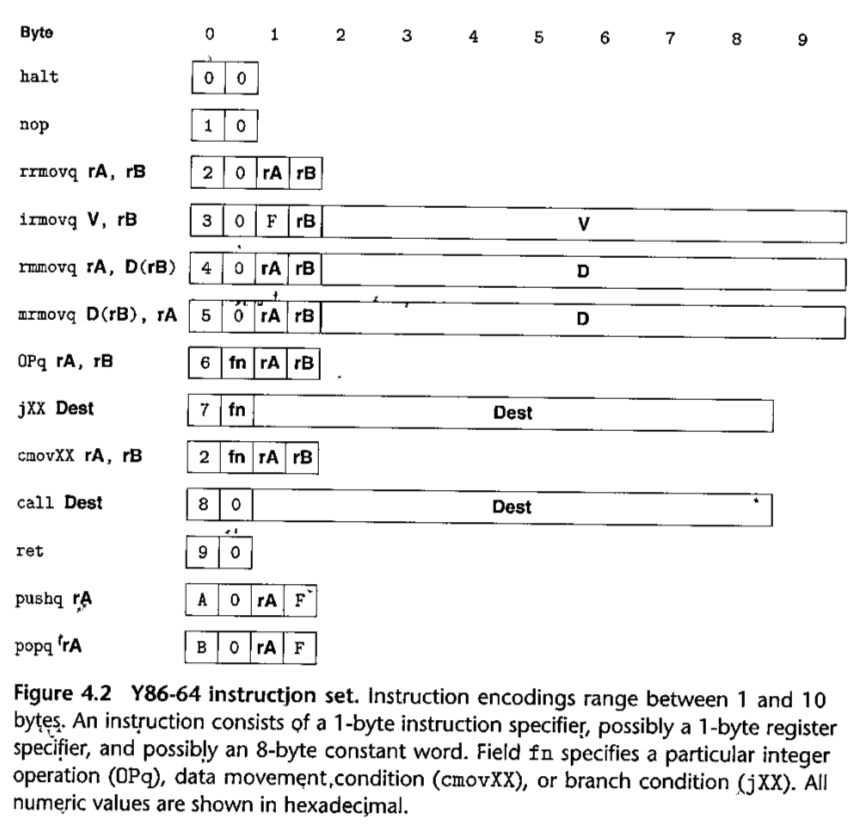 Byte 0 1 2 3 4 5 6 7 8 9
halt 0 0
nop 1 0
rrmovq rA, rB 2 0 rA rB
irmovq V, rB 3 0 F rB V
rmmovq rA, D(rB) 4 0 rA rB D
mrmovq D(rB), rA 5 0 rA rB D
OPq rA, rB 6 fn rA rB
jXX Dest 7 fn Dest
cmovXX rA, rB 2 fn rA rB
call Dest 8 0 Dest
ret 9 0
pushq rA A 0 rA F
popq rA B 0 rA F
Figure 4.2 Y86-64 instruction set. Instruction encodings range between 1 and 10
bytes. An instruction consists of a 1-byte instruction specifier, possibly a 1-byte register
specifier, and possibly an 8-byte constant word. Field fn specifies a particular integer
operation (OPq), data movement condition (cmovXX), or branch condition (jXX). All
numeric values are shown in hexadecimal.